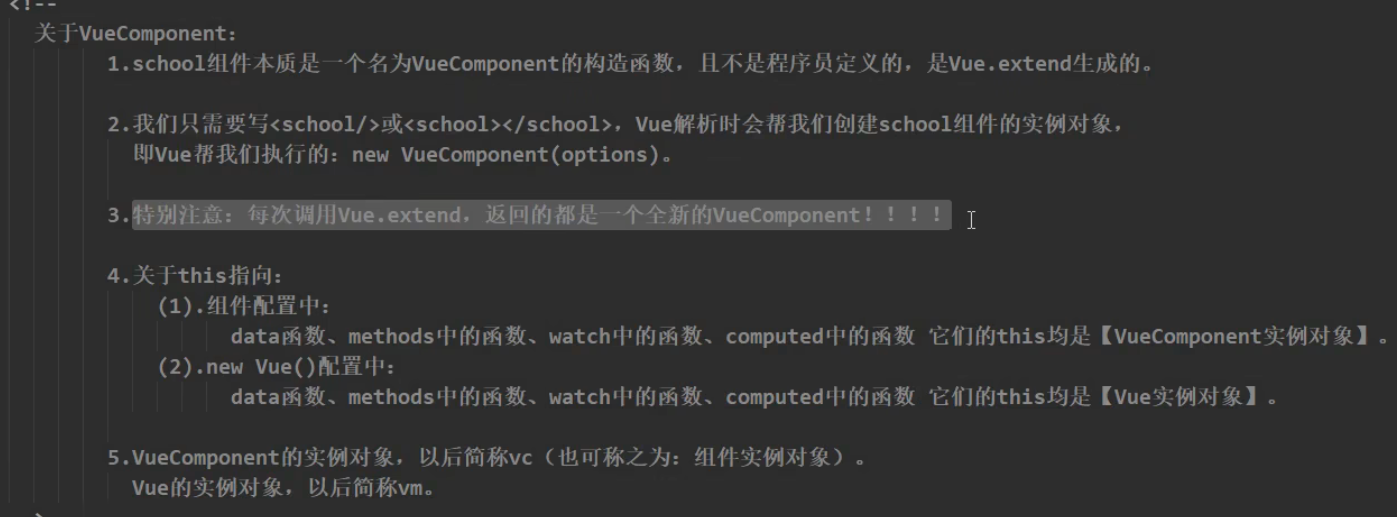 <!--
关于VueComponent：
1.school组件本质是一个名为VueComponent的构造函数，且不是程序员定义的，是Vue.extend生成的。
2.我们只需要写<school/>或<school></school>，Vue解析时会帮我们创建school组件的实例对象，
即Vue帮我们执行的：new VueComponent(options)。
3.特别注意：每次调用Vue.extend，返回的都是一个全新的VueComponent！！！！
4.关于this指向：
(1).组件配置中：
data函数、methods中的函数、watch中的函数、computed中的函数 它们的this均是【VueComponent实例对象】。
(2).new Vue()配置中：
data函数、methods中的函数、watch中的函数、computed中的函数 它们的this均是【Vue实例对象】。
5.VueComponent的实例对象，以后简称vc（也可称之为：组件实例对象）。
Vue的实例对象，以后简称vm。